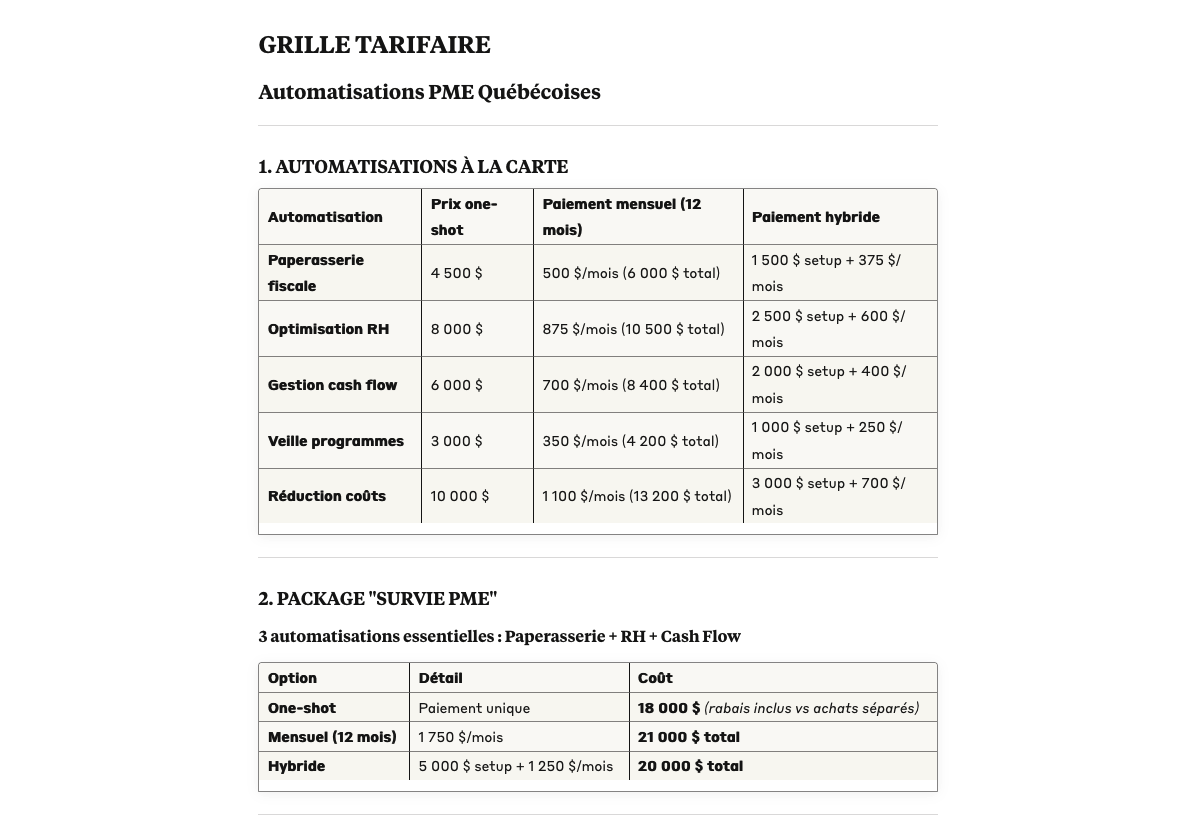 GRILLE TARIFAIRE
Automatisations PME Québécoises
1. AUTOMATISATIONS À LA CARTE
Automatisation
Prix one-
shot
Paiement mensuel (12
mois)
Paiement hybride
Paperasserie
fiscale
4 500 $
500 $/mois (6 000 $ total)
1 500 $ setup + 375 $/
mois
Optimisation RH
8 000 $
875 $/mois (10 500 $ total)
2 500 $ setup + 600 $/
mois
Gestion cash flow
6 000 $
700 $/mois (8 400 $ total)
2 000 $ setup + 400 $/
mois
Veille programmes
3 000 $
350 $/mois (4 200 $ total)
1 000 $ setup + 250 $/
mois
Réduction coûts
10 000 $
1 100 $/mois (13 200 $ total)
3 000 $ setup + 700 $/
mois
2. PACKAGE "SURVIE PME"
3 automatisations essentielles : Paperasserie + RH + Cash Flow
Option
Détail
Coût
One-shot
Paiement unique
18 000 $ (rabais inclus vs achats séparés)
Mensuel (12 mois)
1 750 $/mois
21 000 $ total
Hybride
5 000 $ setup + 1 250 $/mois
20 000 $ total